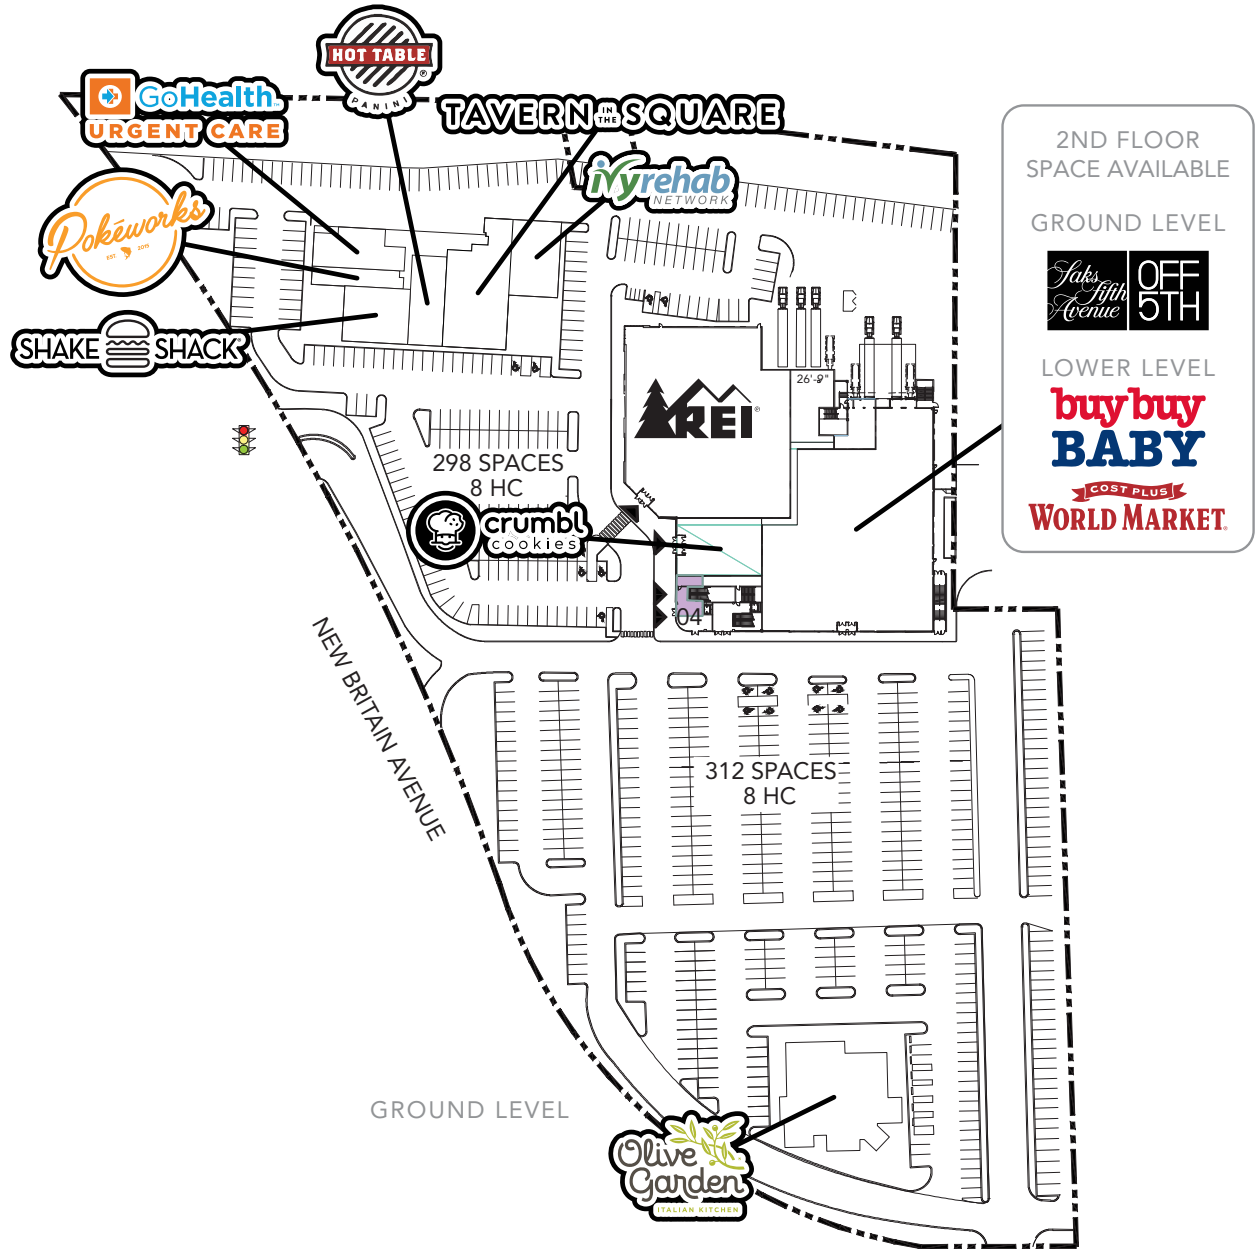 HOT TABLE
PANINI
GoHealth
URGENT CARE
TAVERN IN THE SQUARE
ivyrehab
NETWORK
Pokéworks
EST 2015
SHAKE SHACK
2ND FLOOR
SPACE AVAILABLE
GROUND LEVEL
Saks fifth Avenue
OFF 5TH
LOWER LEVEL
buybuy
BABY
COST PLUS
WORLD MARKET.
26'-9"
REI
298 SPACES
8 HC
crumbl
cookies
04
NEW BRITAIN AVENUE
312 SPACES
8 HC
GROUND LEVEL
Olive
Garden
ITALIAN KITCHEN